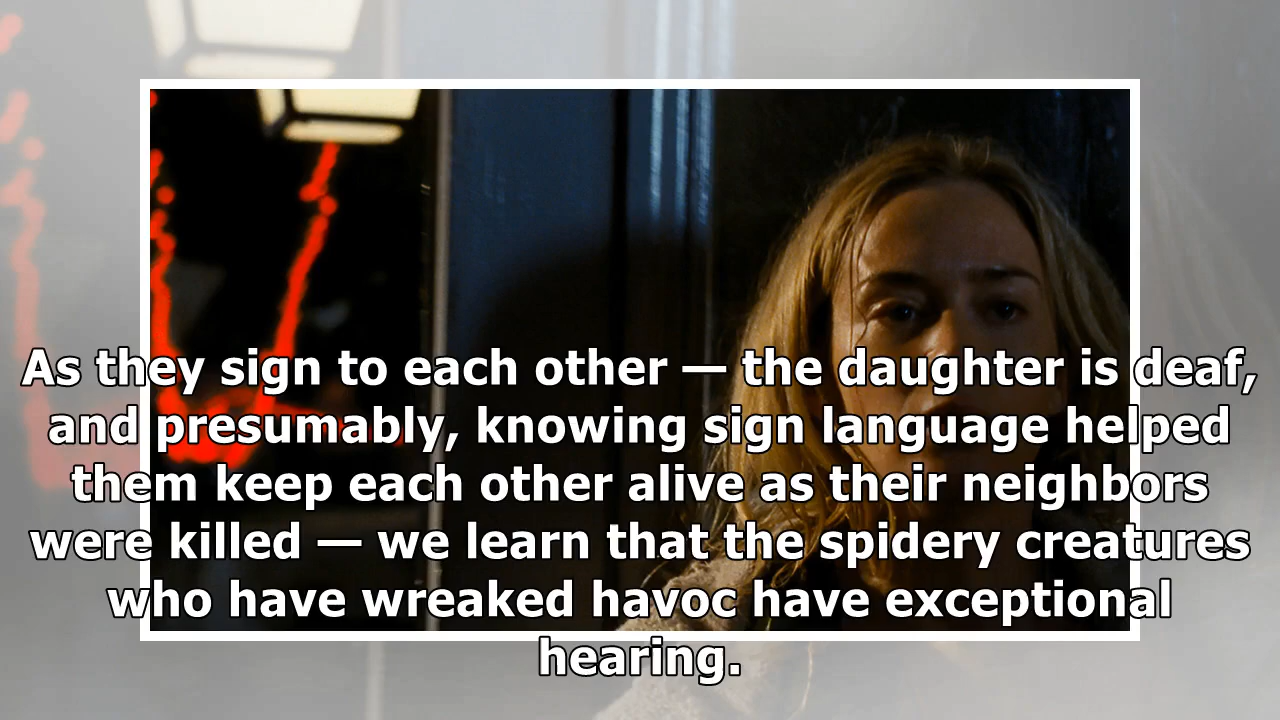 As they sign to each other — the daughter is deaf,
and presumably, knowing sign language helped
them keep each other alive as their neighbors
were killed — we learn that the spidery creatures
who have wreaked havoc have exceptional
hearing.